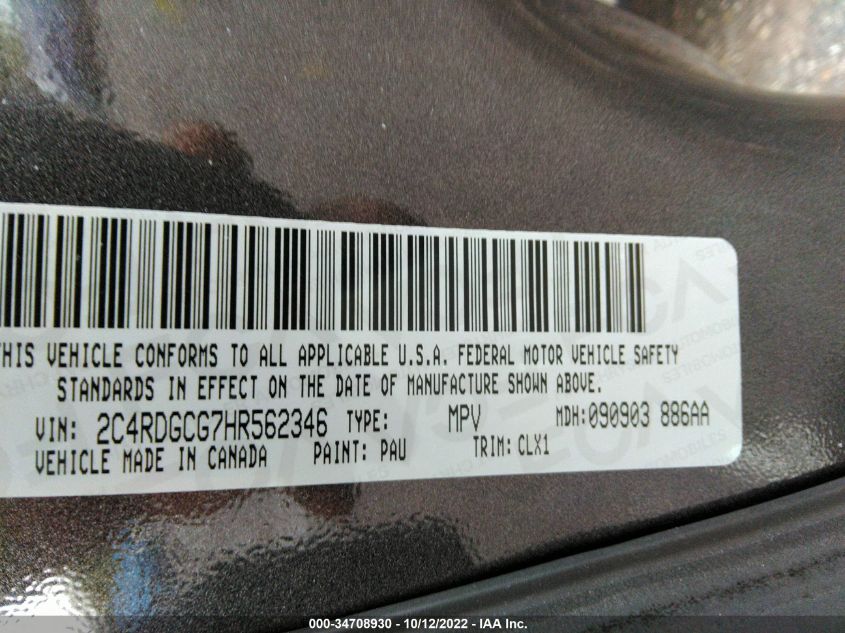 THIS VEHICLE CONFORMS TO ALL APPLICABLE U.S.A. FEDERAL MOTOR VEHICLE SAFETY
STANDARDS IN EFFECT ON THE DATE OF MANUFACTURE SHOWN ABOVE.
VIN: 2C4RDGCG7HR562346 TYPE: MPV MDH:090903 886AA
VEHICLE MADE IN CANADA PAINT: PAU TRIM: CLX1
000-34708930 - 10/12/2022 - IAA Inc.